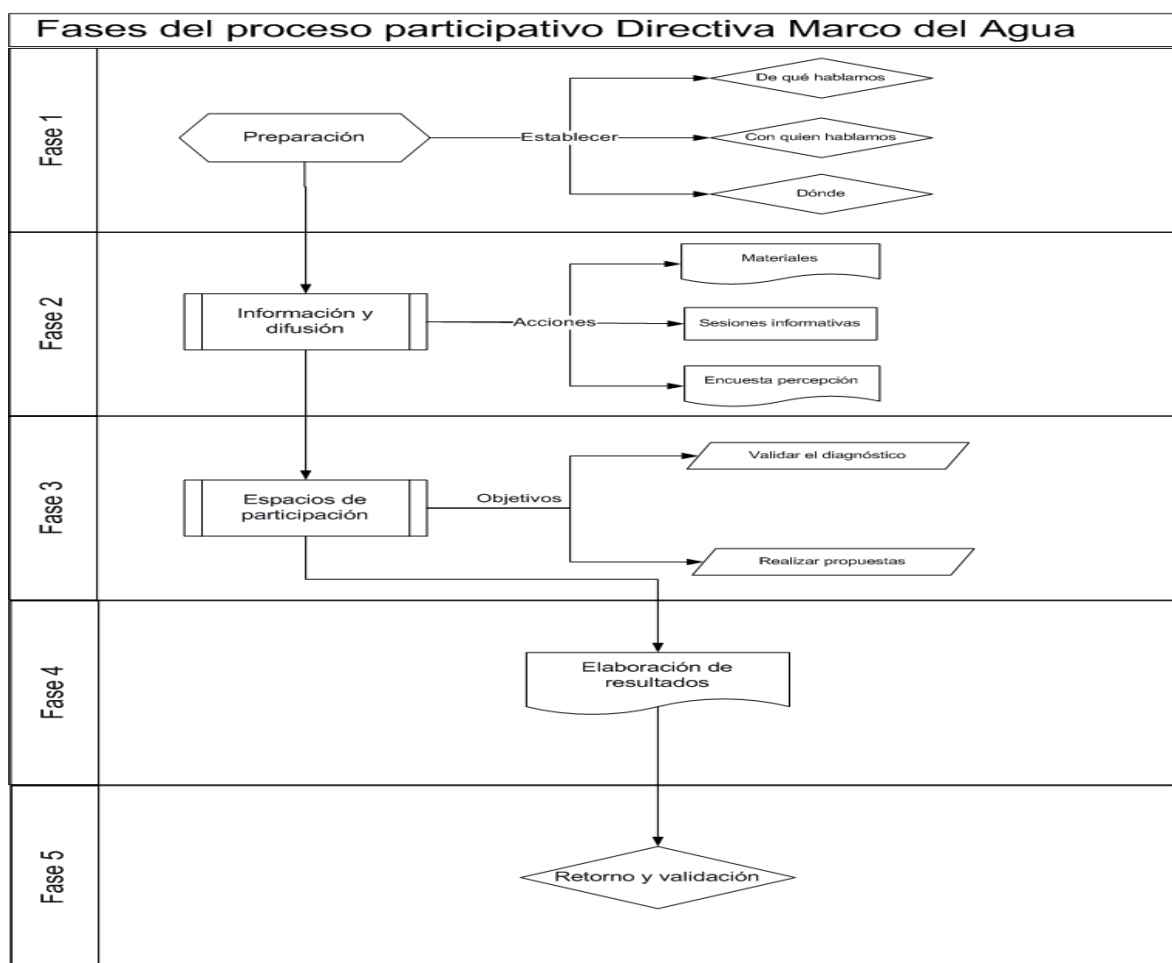 Fases del proceso participativo Directiva Marco del Agua
Fase 1
Preparación
Establecer
De qué hablamos
Con quien hablamos
Dónde
Fase 2
Información y
difusión
Acciones
Materiales
Sesiones informativas
Encuesta percepción
Fase 3
Espacios de
participación
Objetivos
Validar el diagnóstico
Realizar propuestas
Fase 4
Elaboración de
resultados
Fase 5
Retorno y validación